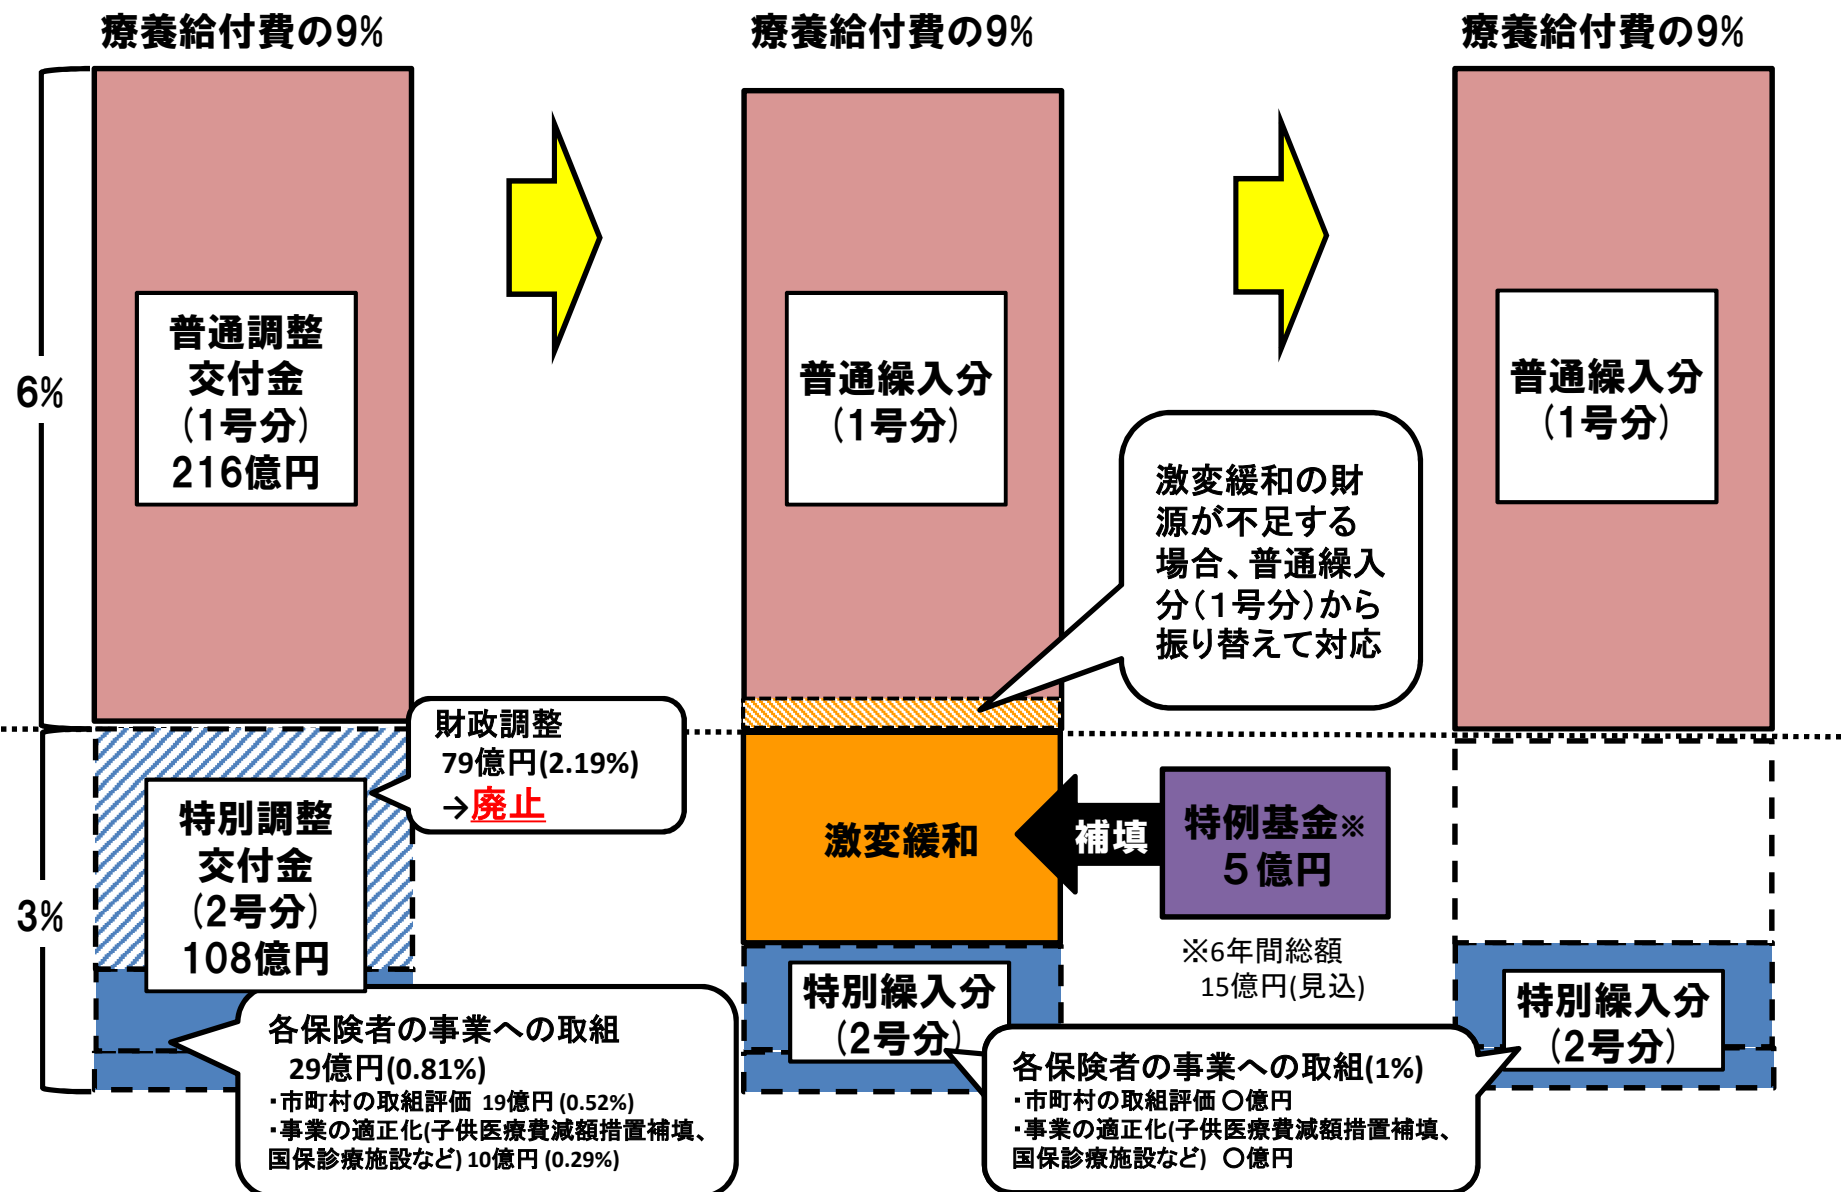 療養給付費の9%
療養給付費の9%
療養給付費の9%
6%
3%
普通調整
交付金
(1号分)
216億円
財政調整
79億円(2.19%)
→廃止
特別調整
交付金
(2号分)
108億円
各保険者の事業への取組
29億円(0.81%)
・市町村の取組評価 19億円(0.52%)
・事業の適正化(子供医療費減額措置補填、
国保診療施設など) 10億円(0.29%)
普通繰入分
(1号分)
激変緩和の財
源が不足する
場合、普通繰入
分(1号分)から
振り替えて対応
激変緩和
補填
特例基金※
５億円
※6年間総額
15億円(見込)
特別繰入分
(2号分)
各保険者の事業への取組(1%)
・市町村の取組評価 〇億円
・事業の適正化(子供医療費減額措置補填、
国保診療施設など) 〇億円
普通繰入分
(1号分)
特別繰入分
(2号分)